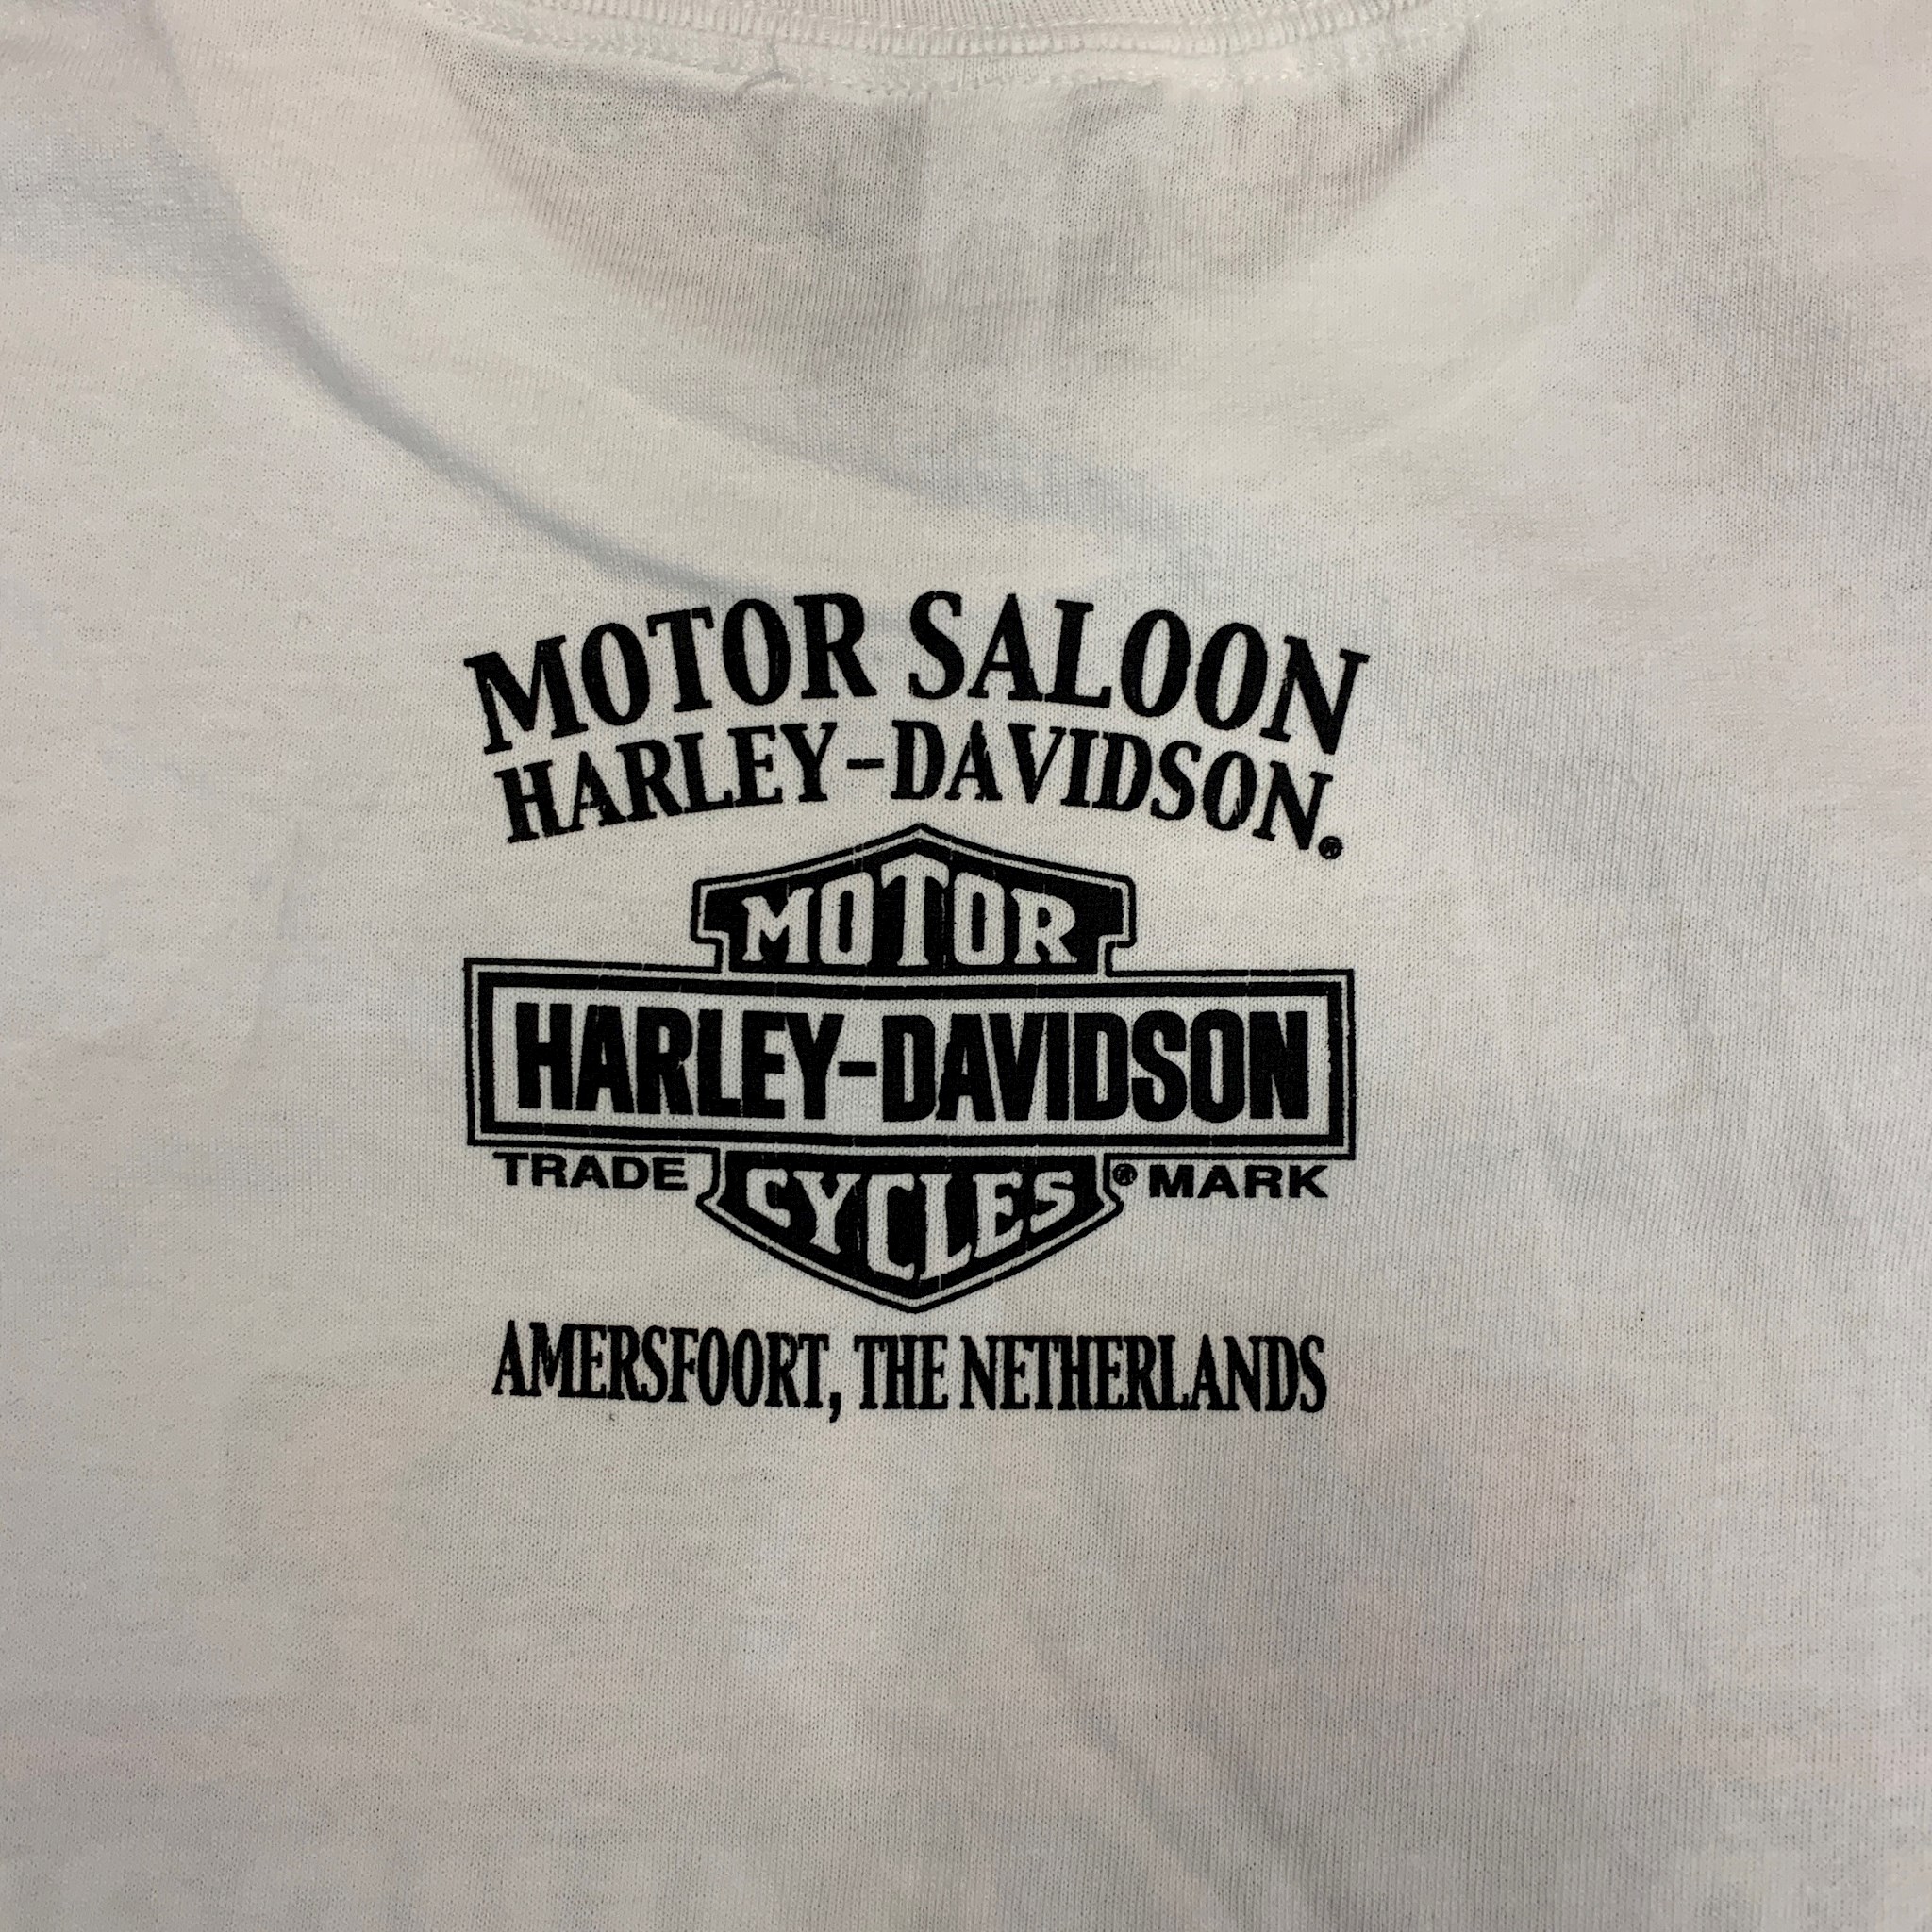 MOTOR SALOON
HARLEY-DAVIDSON®
MOTOR
HARLEY-DAVIDSON
TRADE CYCLES ® MARK
AMERSFOORT, THE NETHERLANDS